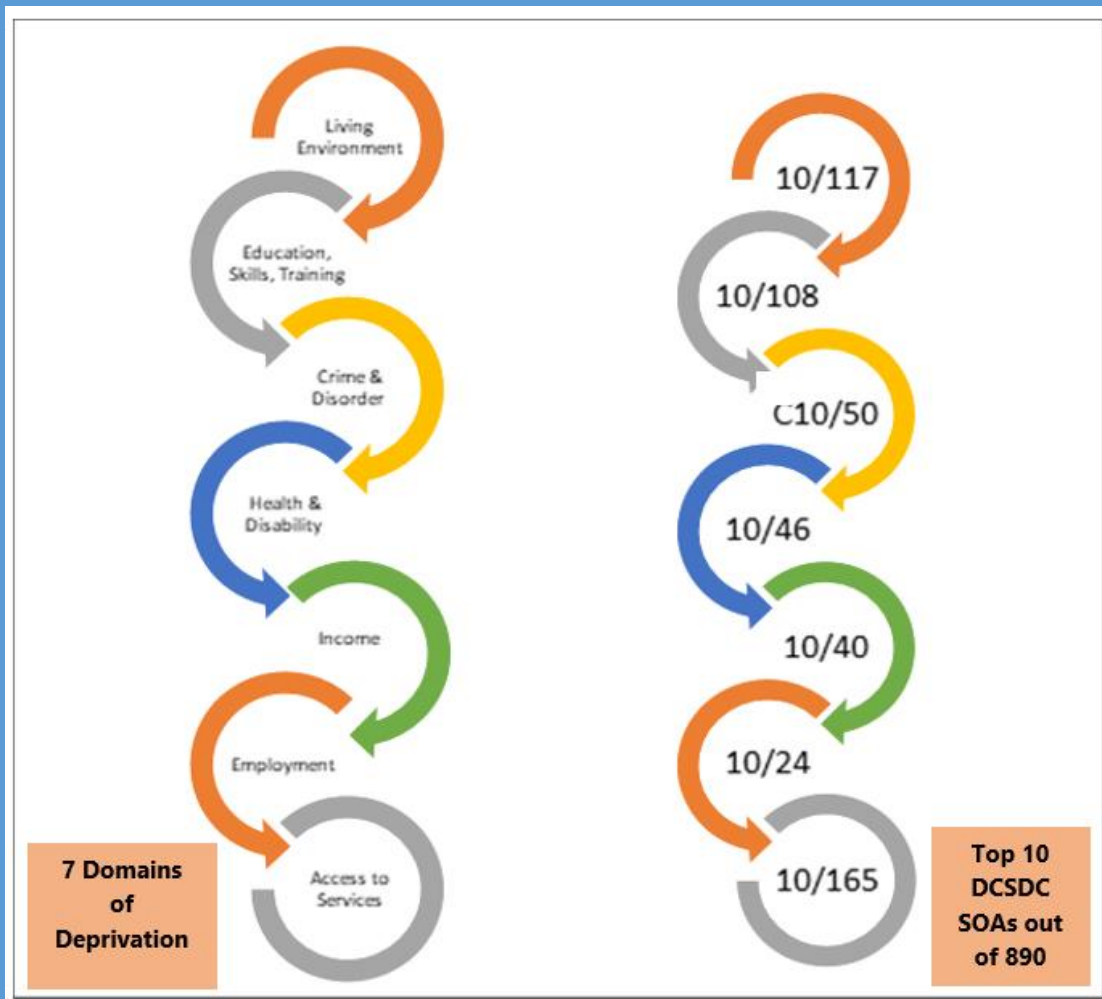 Living
Environment
Education,
Skills, Training
Crime &
Disorder
Health &
Disability
Income
Employment
Access to
Services
7 Domains
of
Deprivation
10/117
10/108
C10/50
10/46
10/40
10/24
10/165
Top 10
DCSDC
SOAs out
of 890